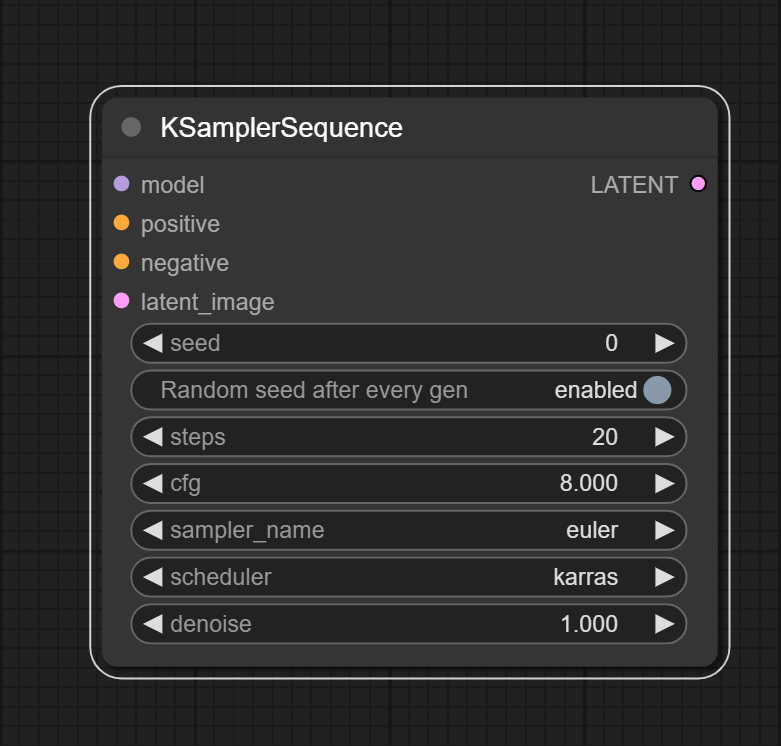 KSamplerSequence
model LATENT
positive
negative
latent_image
seed 0
Random seed after every gen enabled
steps 20
cfg 8.000
sampler_name euler
scheduler karras
denoise 1.000